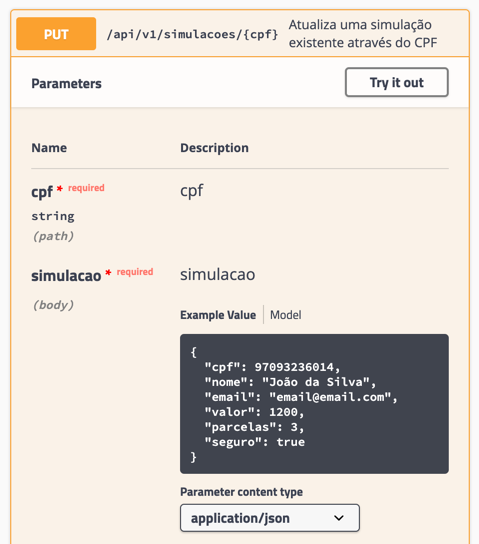 PUT /api/v1/simulacoes/{cpf} Atualiza uma simulação
existente através do CPF
Parameters Try it out
Name Description
cpf * required cpf
string
(path)
simulacao * required simulacao
(body)
Example Value Model
{
"cpf": 97093236014,
"nome": "João da Silva",
"email": "email@email.com",
"valor": 1200,
"parcelas": 3,
"seguro": true
}
Parameter content type
application/json